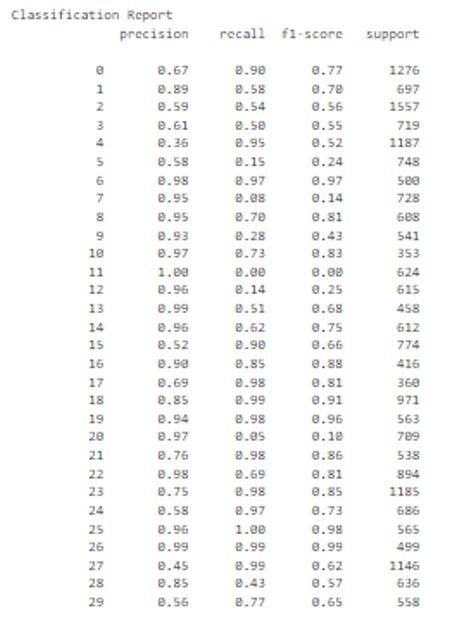 Classification Report
precision recall f1-score support
0 0.67 0.90 0.77 1276
1 0.89 0.58 0.70 697
2 0.59 0.54 0.56 1557
3 0.61 0.50 0.55 719
4 0.36 0.95 0.52 1187
5 0.58 0.15 0.24 748
6 0.98 0.97 0.97 500
7 0.95 0.08 0.14 728
8 0.95 0.70 0.81 608
9 0.93 0.28 0.43 541
10 0.97 0.73 0.83 353
11 1.00 0.00 0.00 624
12 0.96 0.14 0.25 615
13 0.99 0.51 0.68 458
14 0.96 0.62 0.75 612
15 0.52 0.90 0.66 774
16 0.90 0.85 0.88 416
17 0.69 0.98 0.81 360
18 0.85 0.99 0.91 971
19 0.94 0.98 0.96 563
20 0.97 0.05 0.10 709
21 0.76 0.98 0.86 538
22 0.98 0.69 0.81 894
23 0.75 0.98 0.85 1185
24 0.58 0.97 0.73 686
25 0.96 1.00 0.98 565
26 0.99 0.99 0.99 499
27 0.45 0.99 0.62 1146
28 0.85 0.43 0.57 636
29 0.56 0.77 0.65 558